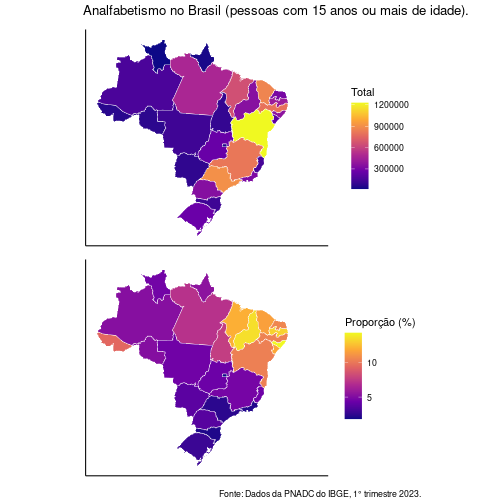 Analfabetismo no Brasil (pessoas com 15 anos ou mais de idade).
Total
1200000
900000
600000
300000
Proporção (%)
10
5
Fonte: Dados da PNADC do IBGE, 1° trimestre 2023.